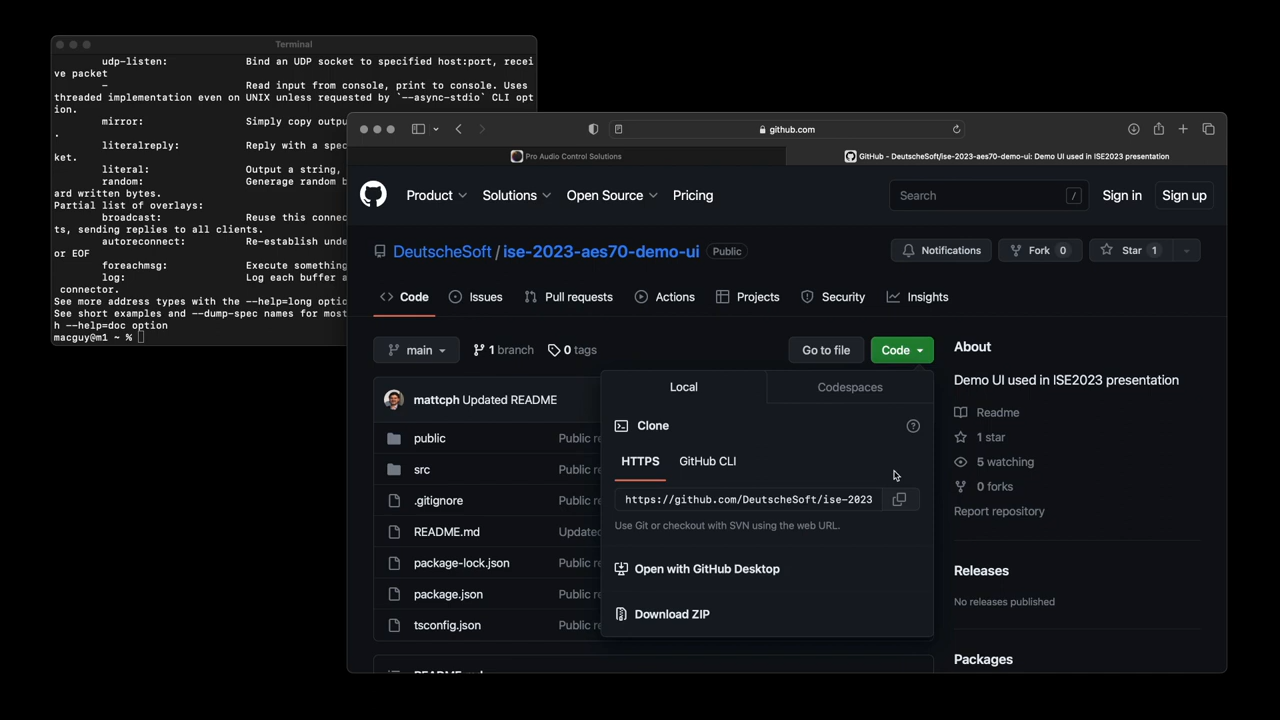 Terminal
udp-listen: Bind an UDP socket to specified host:port, recei
ve packet
– Read input from console, print to console. Uses
threaded implementation even on UNIX unless requested by `--async-stdio` CLI opt
ion.
mirror: Simply copy outpu
.
literalreply: Reply with a spec
ket.
literal: Output a string,
random: Generate random b
ard written bytes.
Partial list of overlays:
broadcast: Reuse this connec
ts, sending replies to all clients.
autoreconnect: Re-establish unde
or EOF
foreachmsg: Execute something
log: Log each buffer a
connector.
See more address types with the --help=long optio
See short examples and --dump-spec names for most
h --help=doc option
macguy@m1 ~ %
github.com
Pro Audio Control Solutions
GitHub - DeutscheSoft/ise-2023-aes70-demo-ui: Demo UI used in ISE2023 presentation
Product Solutions Open Source Pricing
Search /
Sign in
Sign up
DeutscheSoft / ise-2023-aes70-demo-ui Public
Notifications
Fork 0
Star 1
Code Issues Pull requests Actions Projects Security Insights
main
1 branch
0 tags
Go to file
Code
mattcph Updated README
public Public re
src Public re
.gitignore Public re
README.md Updated
package-lock.json Public re
package.json Public re
tsconfig.json Public re
README.md
Local
Codespaces
Clone
HTTPS
GitHub CLI
https://github.com/DeutscheSoft/ise-2023
Use Git or checkout with SVN using the web URL.
Open with GitHub Desktop
Download ZIP
About
Demo UI used in ISE2023 presentation
Readme
1 star
5 watching
0 forks
Report repository
Releases
No releases published
Packages